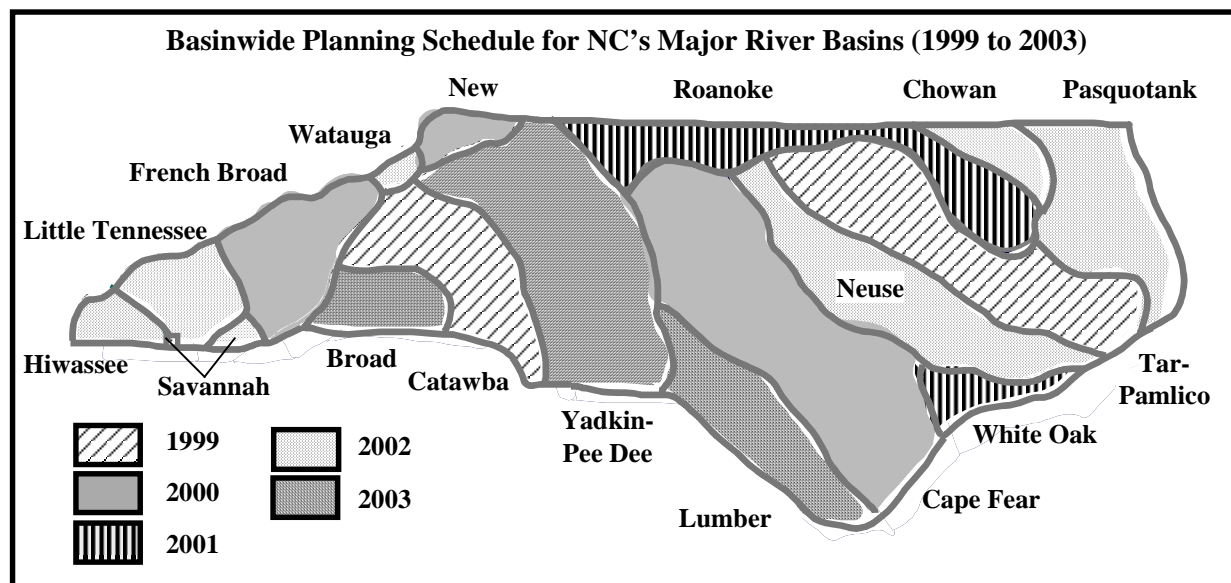 Basinwide Planning Schedule for NC's Major River Basins (1999 to 2003)
New
Roanoke
Chowan
Pasquotank
Watauga
French Broad
Little Tennessee
Neuse
Hiwassee
Savannah
Broad
Catawba
Yadkin-
Pee Dee
Tar-
Pamlico
White Oak
Cape Fear
Lumber
1999
2000
2001
2002
2003